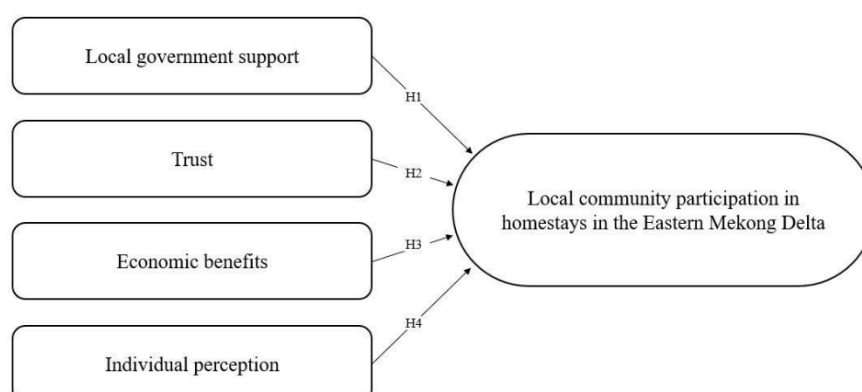 Local government support
H1
Trust
H2
Local community participation in
homestays in the Eastern Mekong Delta
Economic benefits
H3
H4
Individual perception